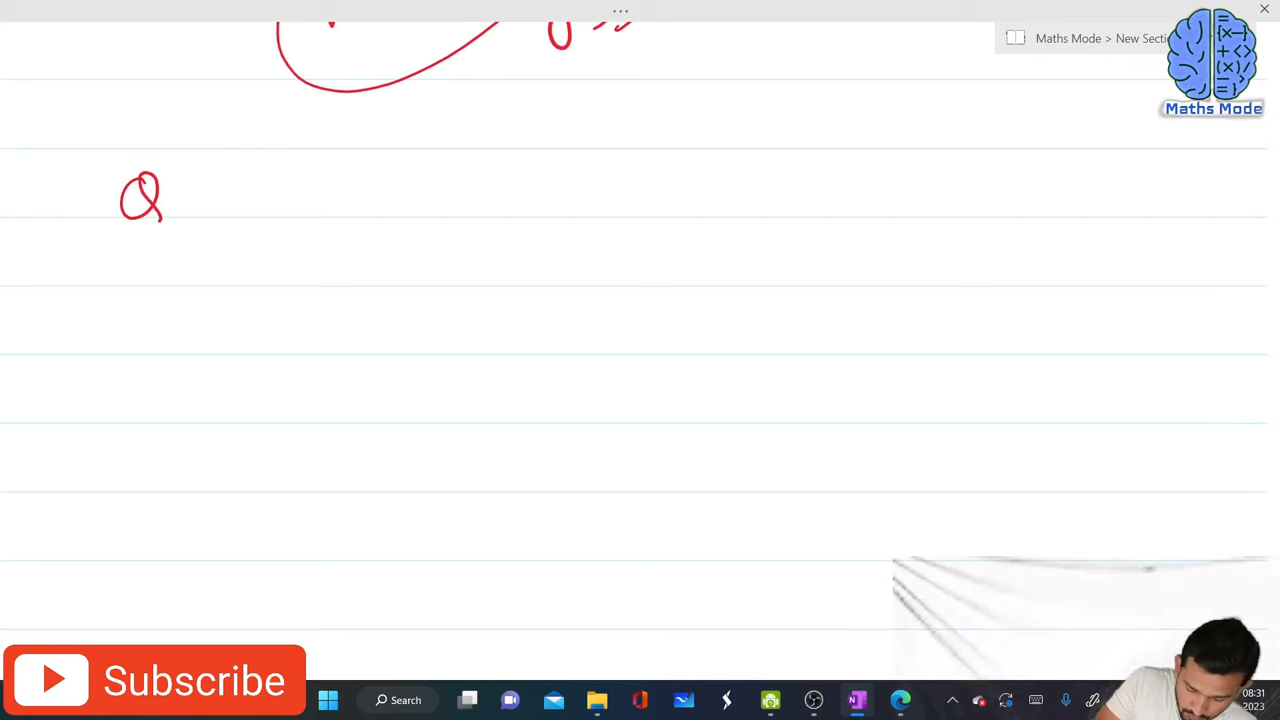 Maths Mode > New Secti
[x-]
+<>
(x)/
Maths Mode
Q
Subscribe
Search
08:31
2023